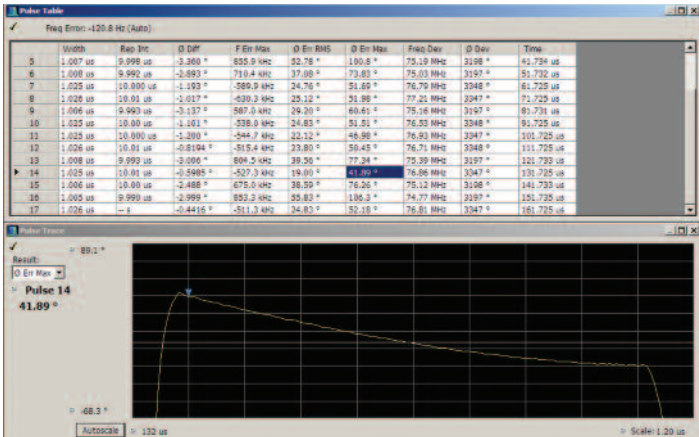 Pulse Table
Freq Error: -120.8 Hz (Auto)
Width Rep Int Ø Diff F Err Max Ø Err RMS Ø Err Max Freq Dev Ø Dev Time
5 1.007 us 9.998 us -3.360 ° 855.9 kHz 52.78 ° 100.8 ° 75.19 MHz 3198 ° 41.734 us
6 1.008 us 9.992 us -2.893 ° 710.4 kHz 37.08 ° 73.83 ° 75.03 MHz 3197 ° 51.732 us
7 1.025 us 10.000 us -1.193 ° -589.9 kHz 24.76 ° 51.69 ° 76.79 MHz 3348 ° 61.725 us
8 1.026 us 10.01 us -1.017 ° -630.3 kHz 25.12 ° 51.98 ° 77.21 MHz 3347 ° 71.725 us
9 1.006 us 9.993 us -3.137 ° 587.0 kHz 29.20 ° 60.61 ° 75.16 MHz 3197 ° 81.731 us
10 1.025 us 10.00 us -1.101 ° -538.0 kHz 24.83 ° 51.51 ° 76.53 MHz 3348 ° 91.725 us
11 1.025 us 10.000 us -1.200 ° -544.7 kHz 22.12 ° 46.98 ° 76.93 MHz 3347 ° 101.725 us
12 1.026 us 10.01 us -0.8194 ° -515.4 kHz 23.80 ° 50.45 ° 76.71 MHz 3348 ° 111.725 us
13 1.008 us 9.993 us -3.006 ° 804.5 kHz 39.56 ° 77.34 ° 75.39 MHz 3197 ° 121.733 us
14 1.025 us 10.01 us -0.5985 ° -527.3 kHz 19.00 ° 41.89 ° 76.86 MHz 3347 ° 131.725 us
15 1.006 us 10.00 us -2.488 ° 675.0 kHz 38.59 ° 76.26 ° 75.12 MHz 3198 ° 141.733 us
16 1.005 us 9.990 us -2.999 ° 853.3 kHz 55.83 ° 106.3 ° 74.77 MHz 3197 ° 151.735 us
17 1.026 us -- s -0.4416 ° -511.3 kHz 24.83 ° 52.18 ° 76.81 MHz 3347 ° 161.725 us
Pulse Trace
89.1 °
Result:
Ø Err Max
Pulse 14
41.89 °
-68.3 °
Autoscale 132 us Scale: 1.20 us